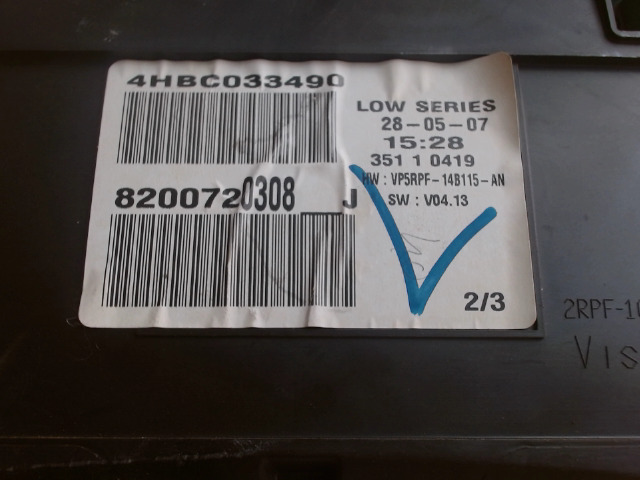 4HBC033490
8200720308__J
LOW SERIES
28-05-07
15:28
351 1 0419
HW : VP5RPF-14B115-AN
SW : V04.13
2/3
2RPF-1
Vis